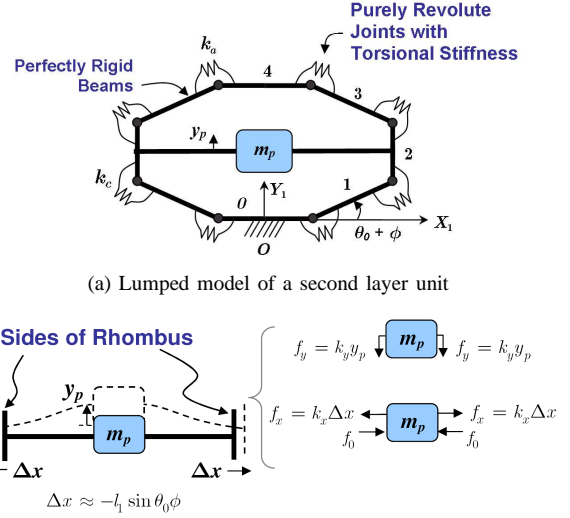 Purely Revolute
Joints with
Torsional Stiffness
k_a
Perfectly Rigid
Beams
4
3
y_p
m_p
2
k_c
Y_1
1
0
X_1
O
θ_0 + ϕ
(a) Lumped model of a second layer unit
Sides of Rhombus
y_p
m_p
Δx
Δx
Δx ≈ −l_1 sin θ_0 ϕ
f_y = k_y y_p
m_p
f_y = k_y y_p
f_x = k_x Δx
m_p
f_x = k_x Δx
f_0
f_0